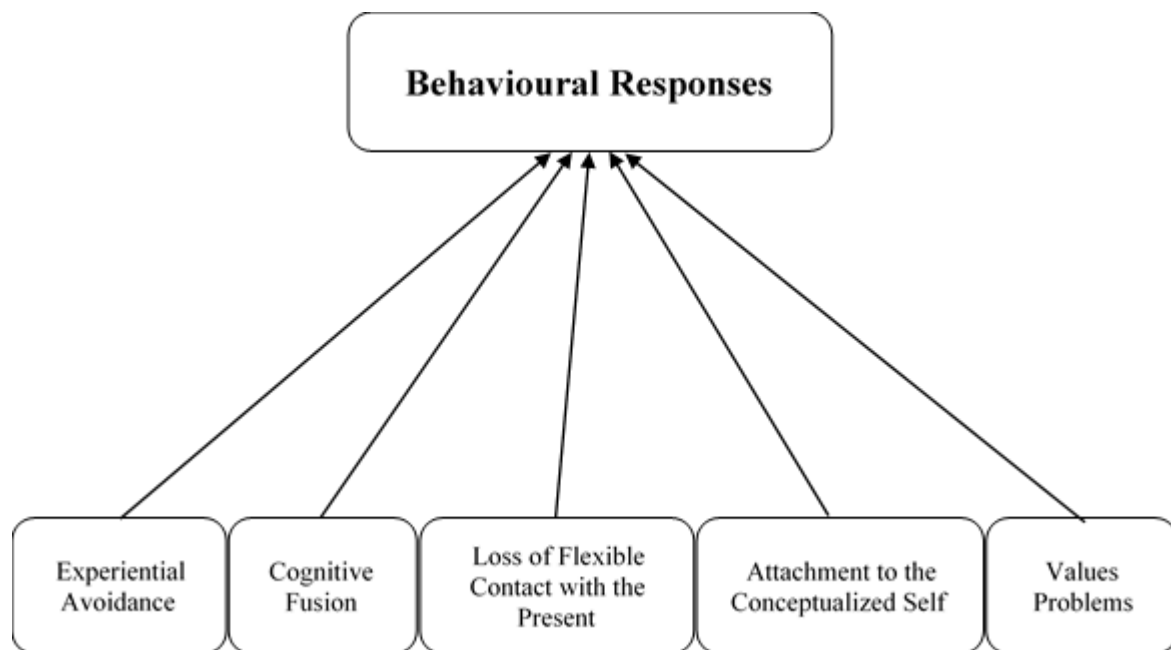 Behavioural Responses
Experiential
Avoidance
Cognitive
Fusion
Loss of Flexible
Contact with the
Present
Attachment to the
Conceptualized Self
Values
Problems